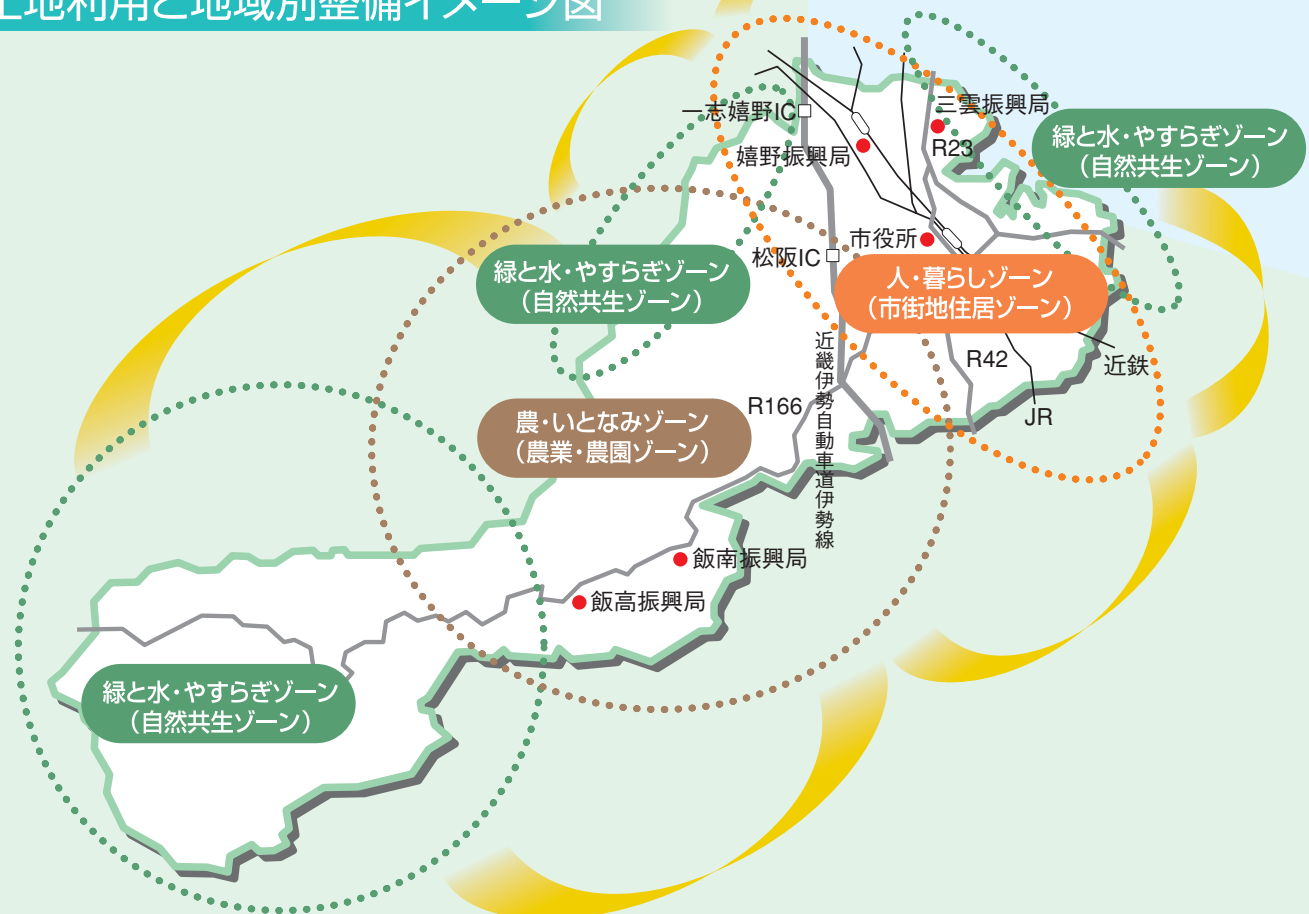 土地利用と地域別整備イメージ図
一志嬉野IC
三雲振興局
嬉野振興局
R23
緑と水・やすらぎゾーン
（自然共生ゾーン）
市役所
松阪IC
緑と水・やすらぎゾーン
（自然共生ゾーン）
人・暮らしゾーン
（市街地住居ゾーン）
近畿伊勢自動車道伊勢線
R42
近鉄
R166
JR
農・いとなみゾーン
（農業・農園ゾーン）
飯南振興局
飯高振興局
緑と水・やすらぎゾーン
（自然共生ゾーン）